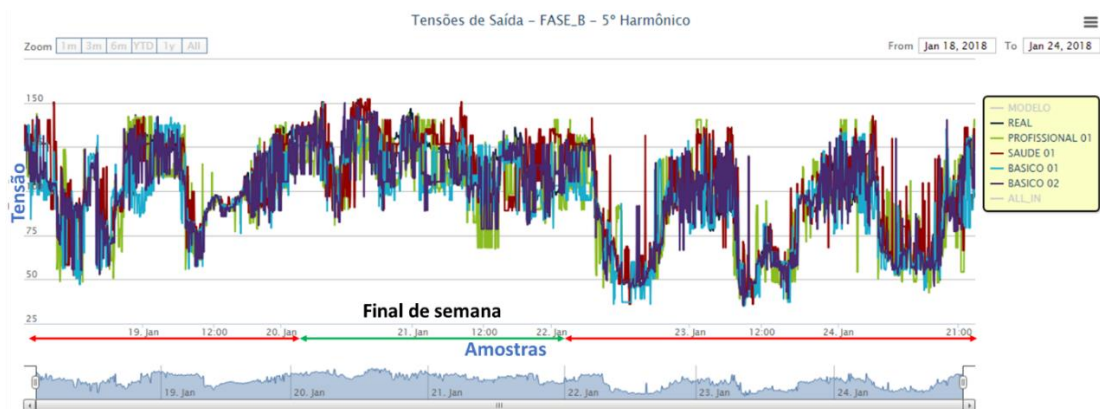 Tensões de Saída - FASE_B - 5º Harmônico
Zoom 1m 3m 6m YTD 1y All
From Jan 18, 2018 To Jan 24, 2018
150
75
50
25
Tensão
MODELO
REAL
PROFISSIONAL 01
SAUDE 01
BASICO 01
BASICO 02
ALL_IN
Final de semana
19. Jan 12:00 20. Jan 21. Jan 12:00 22. Jan 23. Jan 12:00 24. Jan 21:00
Amostras
19. Jan 20. Jan 21. Jan 22. Jan 23. Jan 24. Jan